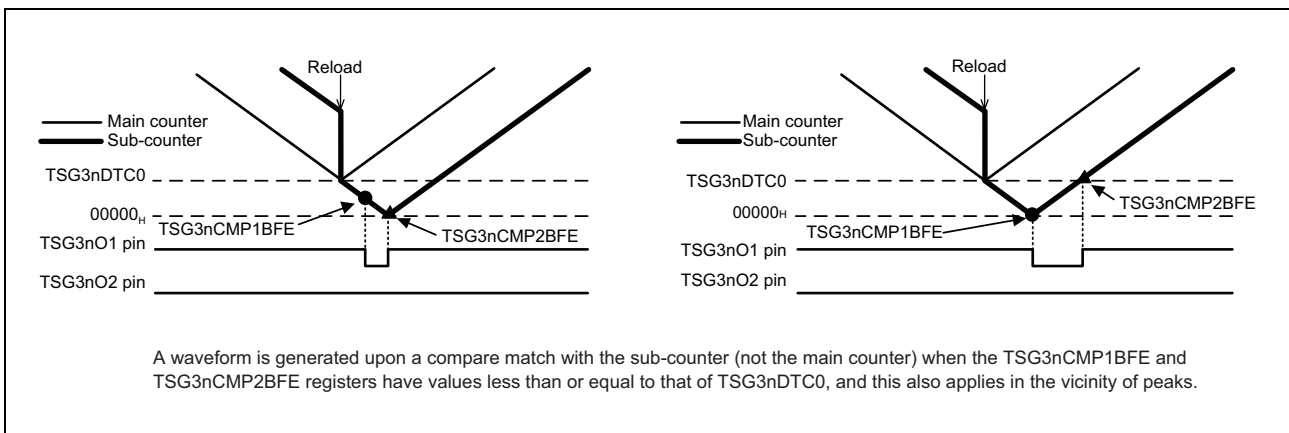 Reload
Main counter
Sub-counter
TSG3nDTC0
00000H
TSG3nCMP1BFE
TSG3nCMP2BFE
TSG3nO1 pin
TSG3nO2 pin
Reload
Main counter
Sub-counter
TSG3nDTC0
TSG3nCMP2BFE
00000H
TSG3nCMP1BFE
TSG3nO1 pin
TSG3nO2 pin
A waveform is generated upon a compare match with the sub-counter (not the main counter) when the TSG3nCMP1BFE and
TSG3nCMP2BFE registers have values less than or equal to that of TSG3nDTC0, and this also applies in the vicinity of peaks.